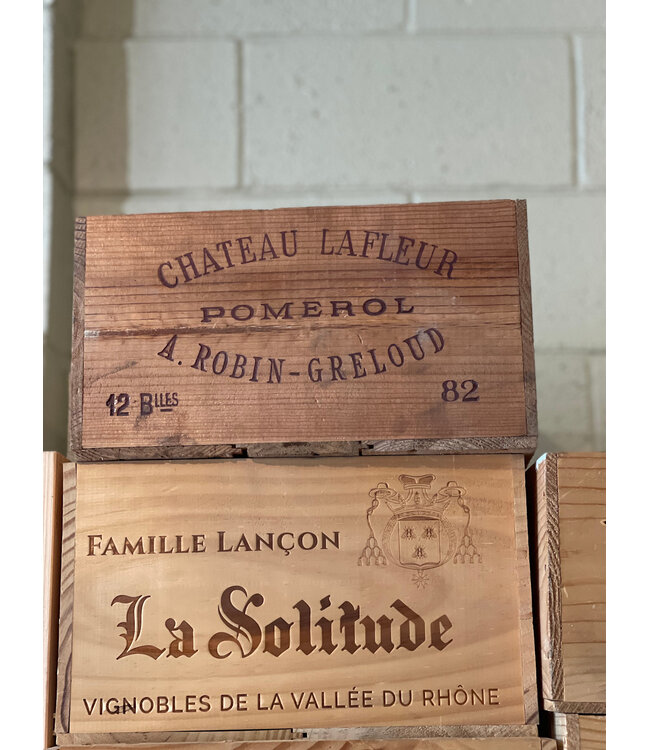 CHATEAU LAFLEUR
POMEROL
A. ROBIN-GRELOUD
12 BLLES 82
FAMILLE LANÇON
La Solitude
VIGNOBLES DE LA VALLÉE DU RHÔNE